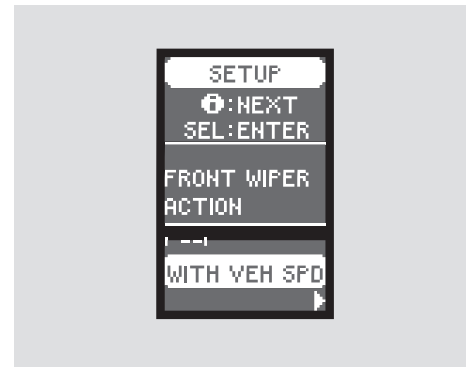 SETUP
ℹ:NEXT
SEL:ENTER
FRONT WIPER
ACTION
WITH VEH SPD